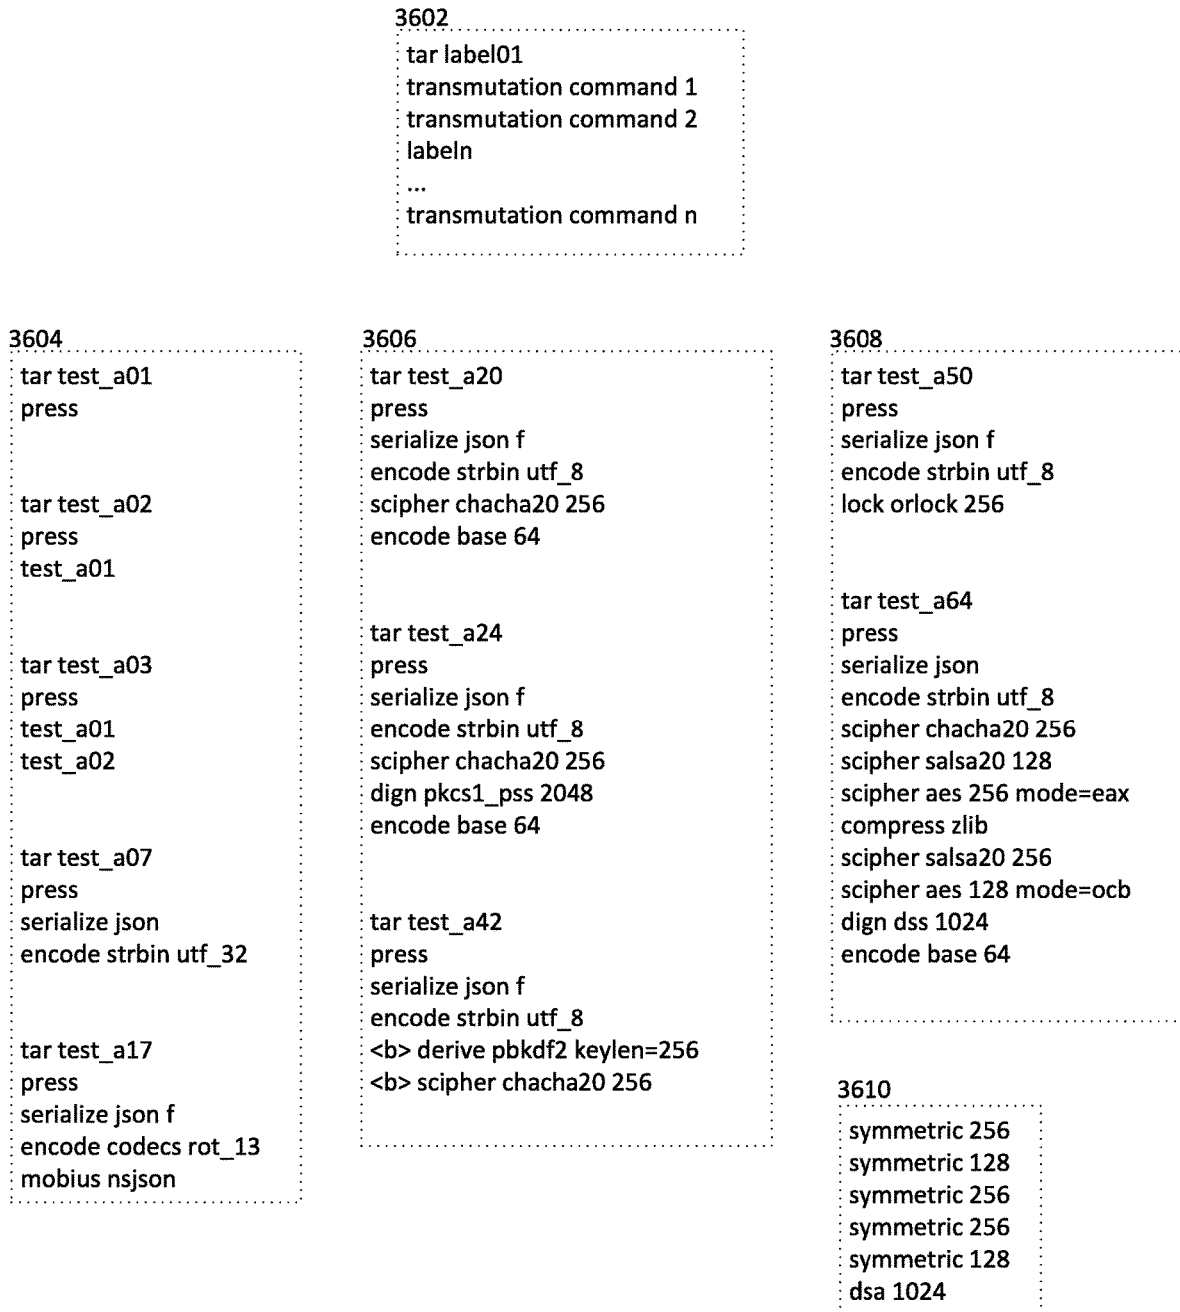 3602
tar label01
transmutation command 1
transmutation command 2
labeln
...
transmutation command n
3604
tar test_a01
press
tar test_a02
press
test_a01
tar test_a03
press
test_a01
test_a02
tar test_a07
press
serialize json
encode strbin utf_32
tar test_a17
press
serialize json f
encode codecs rot_13
mobius nsjson
3606
tar test_a20
press
serialize json f
encode strbin utf_8
scipher chacha20 256
encode base 64
tar test_a24
press
serialize json f
encode strbin utf_8
scipher chacha20 256
dign pkcs1_pss 2048
encode base 64
tar test_a42
press
serialize json f
encode strbin utf_8
<b> derive pbkdf2 keylen=256
<b> scipher chacha20 256
3608
tar test_a50
press
serialize json f
encode strbin utf_8
lock orlock 256
tar test_a64
press
serialize json
encode strbin utf_8
scipher chacha20 256
scipher salsa20 128
scipher aes 256 mode=eax
compress zlib
scipher salsa20 256
scipher aes 128 mode=ocb
dign dss 1024
encode base 64
3610
symmetric 256
symmetric 128
symmetric 256
symmetric 256
symmetric 128
dsa 1024